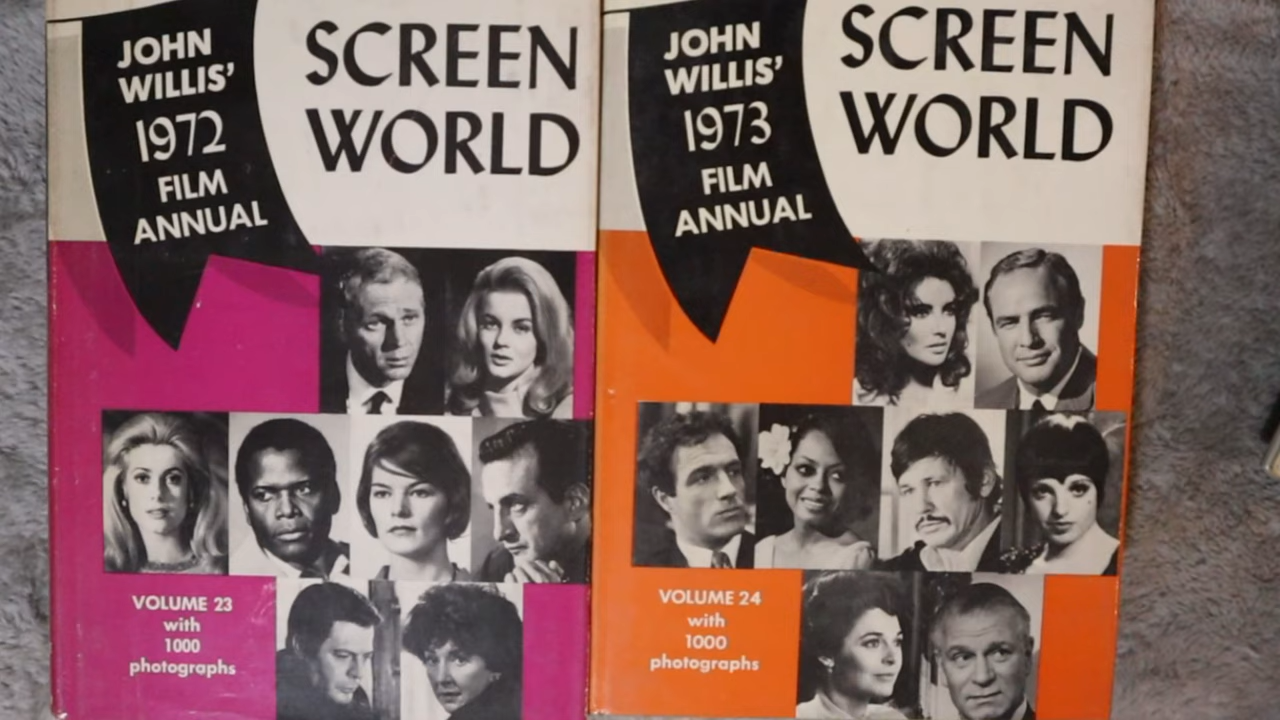 JOHN
WILLIS'
1972
FILM
ANNUAL
SCREEN
WORLD
VOLUME 23
with
1000
photographs
JOHN
WILLIS'
1973
FILM
ANNUAL
SCREEN
WORLD
VOLUME 24
with
1000
photographs